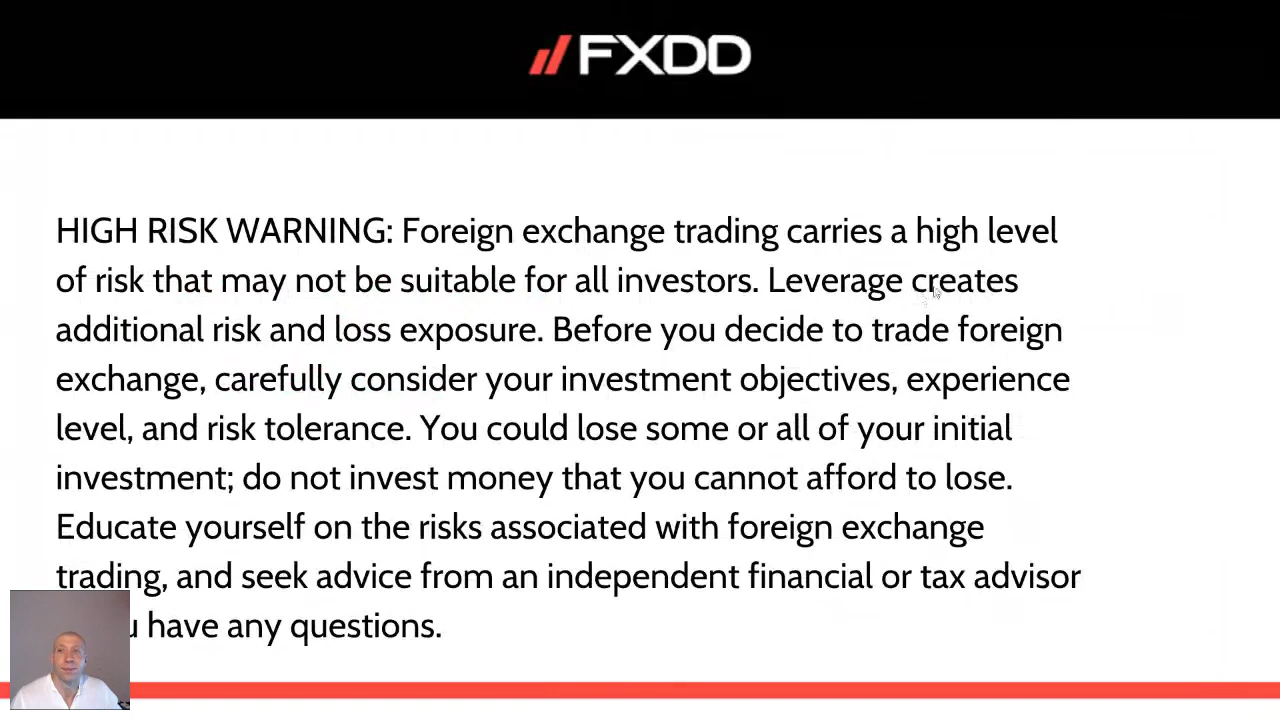 FXDD
HIGH RISK WARNING: Foreign exchange trading carries a high level
of risk that may not be suitable for all investors. Leverage creates
additional risk and loss exposure. Before you decide to trade foreign
exchange, carefully consider your investment objectives, experience
level, and risk tolerance. You could lose some or all of your initial
investment; do not invest money that you cannot afford to lose.
Educate yourself on the risks associated with foreign exchange
trading, and seek advice from an independent financial or tax advisor
have any questions.